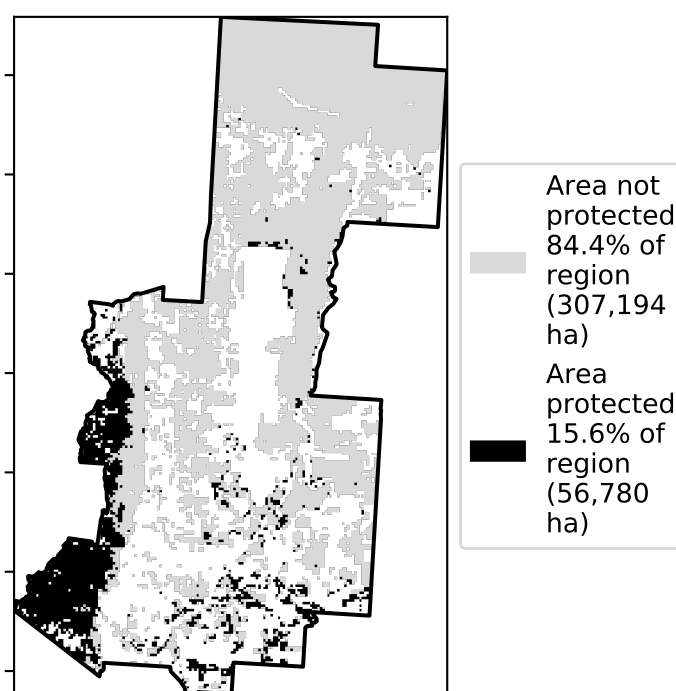 Area not
protected
84.4% of
region
(307,194
ha)
Area
protected
15.6% of
region
(56,780
ha)